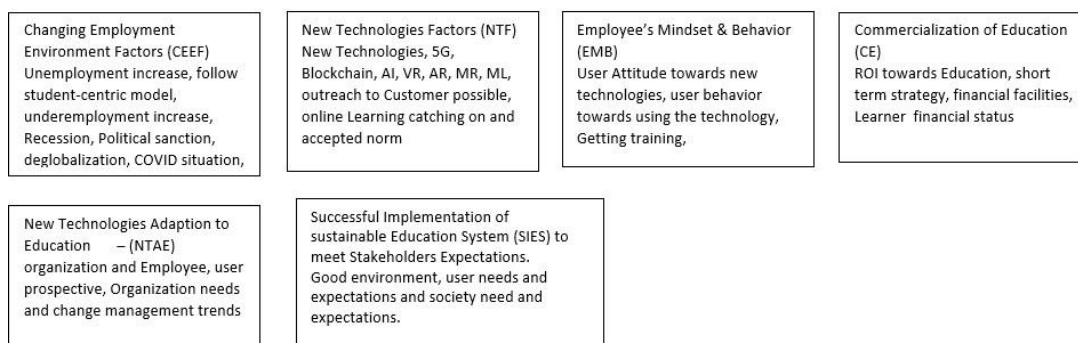 Changing Employment
Environment Factors (CEEF)
Unemployment increase, follow
student-centric model,
underemployment increase,
Recession, Political sanction,
deglobalization, COVID situation,
New Technologies Factors (NTF)
New Technologies, 5G,
Blockchain, AI, VR, AR, MR, ML,
outreach to Customer possible,
online Learning catching on and
accepted norm
Employee’s Mindset & Behavior
(EMB)
User Attitude towards new
technologies, user behavior
towards using the technology,
Getting training,
Commercialization of Education
(CE)
ROI towards Education, short
term strategy, financial facilities,
Learner financial status
New Technologies Adaption to
Education – (NTAE)
organization and Employee, user
prospective, Organization needs
and change management trends
Successful Implementation of
sustainable Education System (SIES) to
meet Stakeholders Expectations.
Good environment, user needs and
expectations and society need and
expectations.